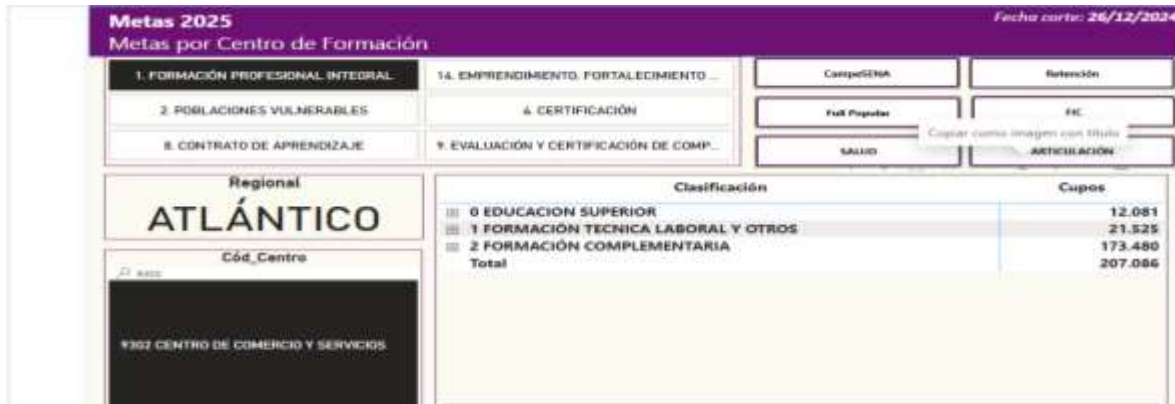 Metas 2025
Fecha corte: 26/12/2024
Metas por Centro de Formación
1. FORMACIÓN PROFESIONAL INTEGRAL
14. EMPRENDIMIENTO, FORTALECIMIENTO ...
CampeSENA
Retención
2. POBLACIONES VULNERABLES
6. CERTIFICACIÓN
Full Popular
FIC
Copiar como imagen con título
8. CONTRATO DE APRENDIZAJE
9. EVALUACIÓN Y CERTIFICACIÓN DE COMP...
SALUD
ARTICULACIÓN
Regional
ATLÁNTICO
Clasificación
Cupos
0 EDUCACION SUPERIOR
12.081
1 FORMACIÓN TECNICA LABORAL Y OTROS
21.525
2 FORMACIÓN COMPLEMENTARIA
173.480
Total
207.086
Cód_Centro
9302 CENTRO DE COMERCIO Y SERVICIOS